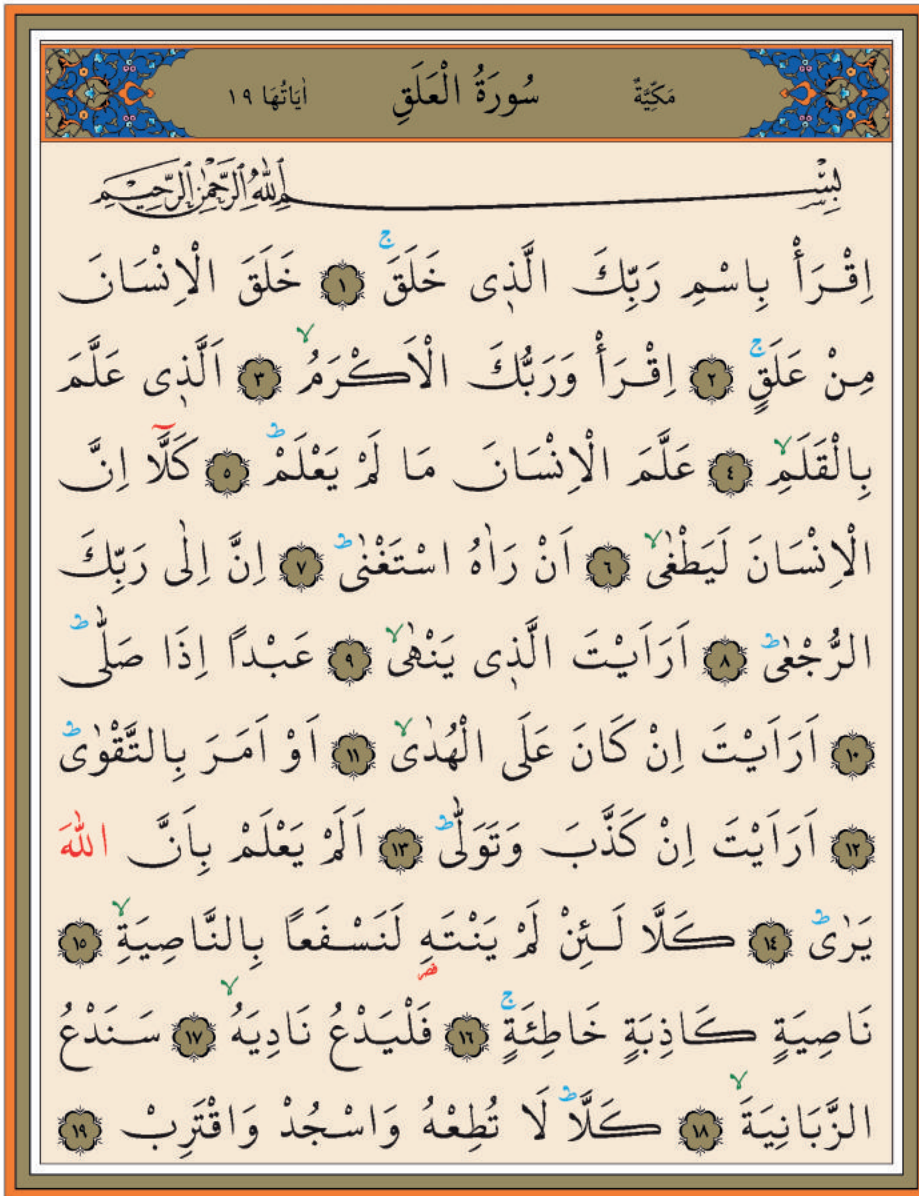 مَكِّيَّةٌ سُورَةُ الْعَلَقِ اٰيَاتُهَا ١٩
بِسْمِ اللّٰهِ الرَّحْمٰنِ الرَّحِيمِ
اِقْرَأْ بِاسْمِ رَبِّكَ الَّذ۪ى خَلَقَۚ ١ خَلَقَ الْاِنْسَانَ
مِنْ عَلَقٍۚ ٢ اِقْرَأْ وَرَبُّكَ الْاَكْرَمُۙ ٣ اَلَّذ۪ى عَلَّمَ
بِالْقَلَمِۙ ٤ عَلَّمَ الْاِنْسَانَ مَا لَمْ يَعْلَمْۜ ٥ كَلَّٓا اِنَّ
الْاِنْسَانَ لَيَطْغٰىۙ ٦ اَنْ رَاٰهُ اسْتَغْنٰىۜ ٧ اِنَّ اِلٰى رَبِّكَ
الرُّجْعٰىۜ ٨ اَرَاَيْتَ الَّذ۪ى يَنْهٰىۙ ٩ عَبْدًا اِذَا صَلّٰىۜ
١٠ اَرَاَيْتَ اِنْ كَانَ عَلَى الْهُدٰىۙ ١١ اَوْ اَمَرَ بِالتَّقْوٰىۜ
١٢ اَرَاَيْتَ اِنْ كَذَّبَ وَتَوَلّٰىۜ ١٣ اَلَمْ يَعْلَمْ بِاَنَّ اللّٰهَ
يَرٰىۜ ١٤ كَلَّا لَئِنْ لَمْ يَنْتَهِ لَنَسْفَعًا بِالنَّاصِيَةِۙ ١٥
قصر
نَاصِيَةٍ كَاذِبَةٍ خَاطِئَةٍۚ ١٦ فَلْيَدْعُ نَادِيَهُۙ ١٧ سَنَدْعُ
الزَّبَانِيَةَۙ ١٨ كَلَّاۜ لَا تُطِعْهُ وَاسْجُدْ وَاقْتَرِبْ ١٩